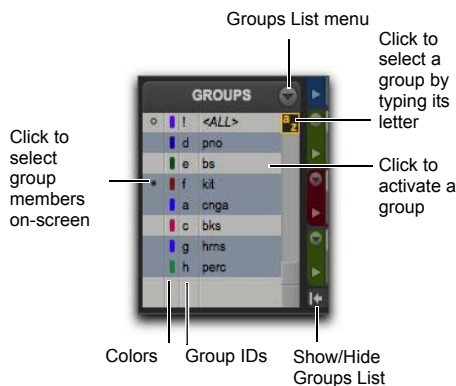 Groups List menu
Click to
select a
group by
typing its
letter
GROUPS
a
z
! <ALL>
d pno
e bs
f kit
a cnga
c bks
g hrns
h perc
Click to
select
group
members
on-screen
Click to
activate a
group
Colors
Group IDs
Show/Hide
Groups List